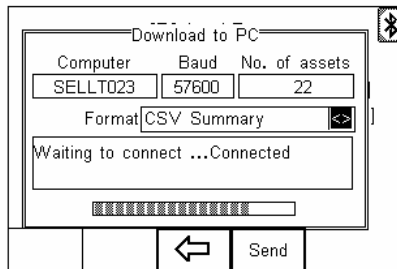 Download to PC
Computer Baud No. of assets
SELLT023 57600 22
Format CSV Summary <>
Waiting to connect ...Connected
Send